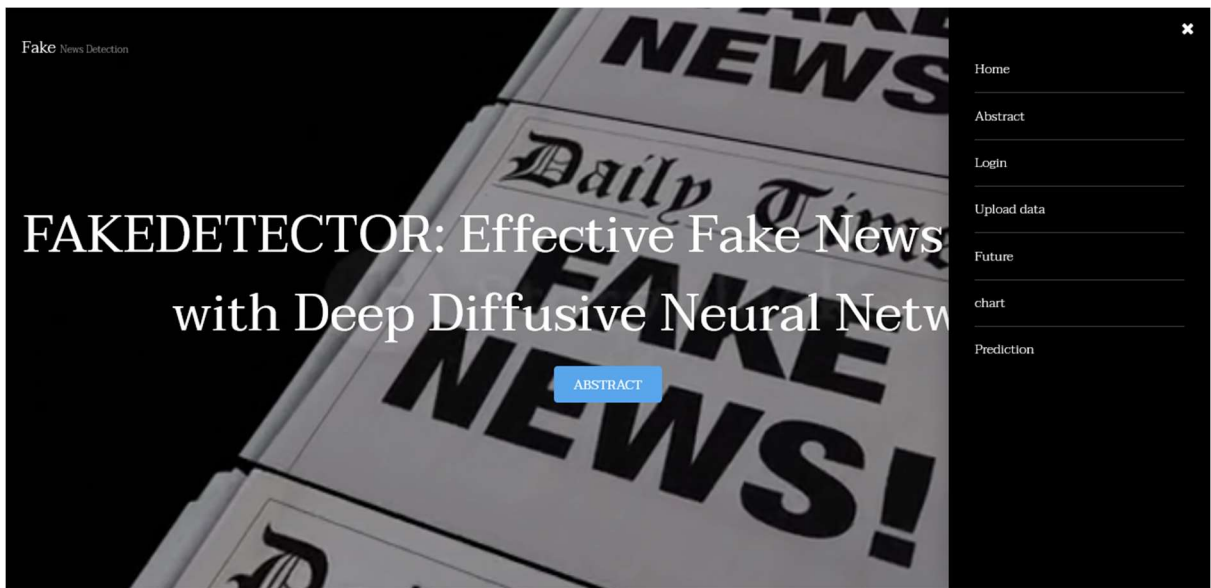 Fake News Detection
FAKEDETECTOR: Effective Fake News
with Deep Diffusive Neural Netw
ABSTRACT
Home
Abstract
Login
Upload data
Future
chart
Prediction
NEWS
Daily Time
FAKE
NEWS!